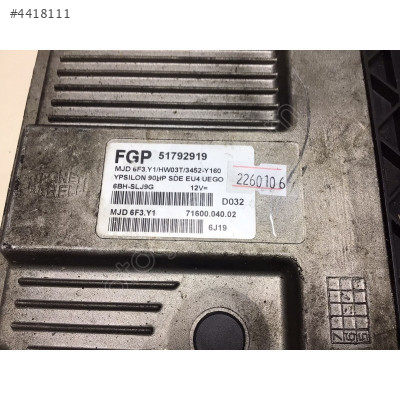 #4418111
FGP 51792919
MJD 6F3.Y1/HW03T/3452-Y160
YPSILON 90µP SDE EU4 UEGO
6BH-SLJ9G 12V=
2260106
D032
MJD 6F3.Y1 71600.040.02
6J19